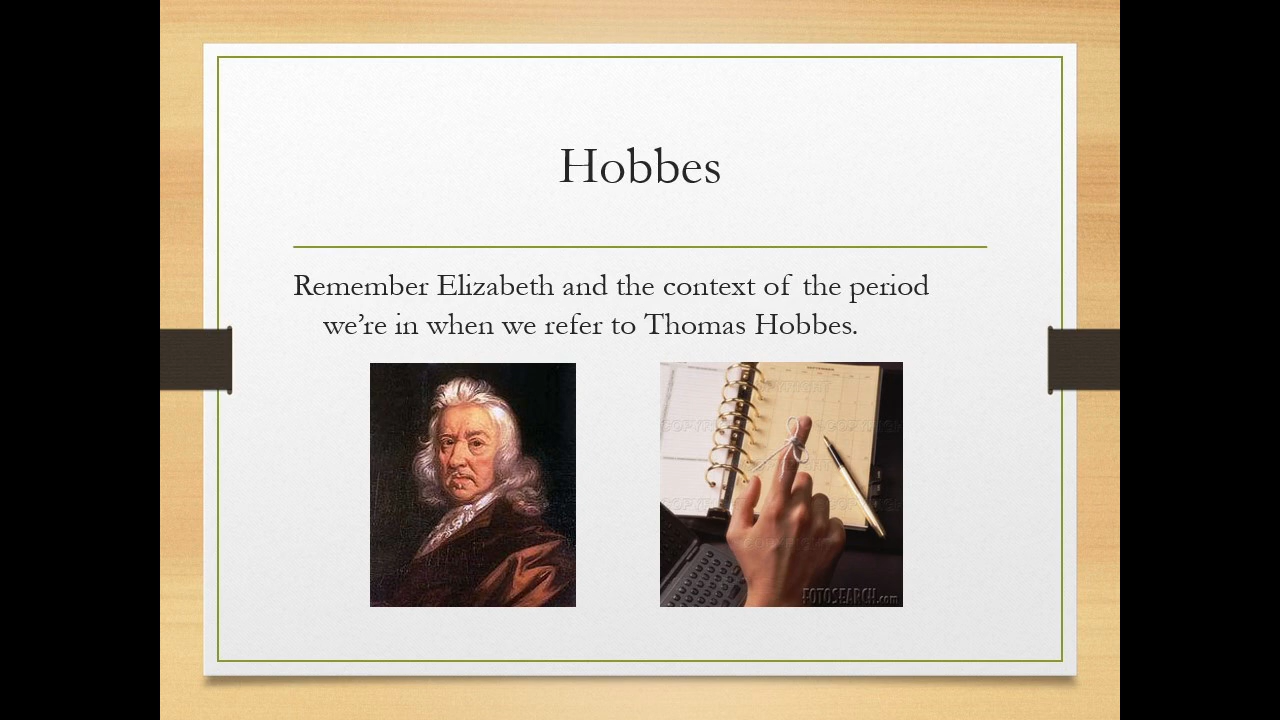 Hobbes
Remember Elizabeth and the context of the period
we're in when we refer to Thomas Hobbes.
FOTOSEARCH.com